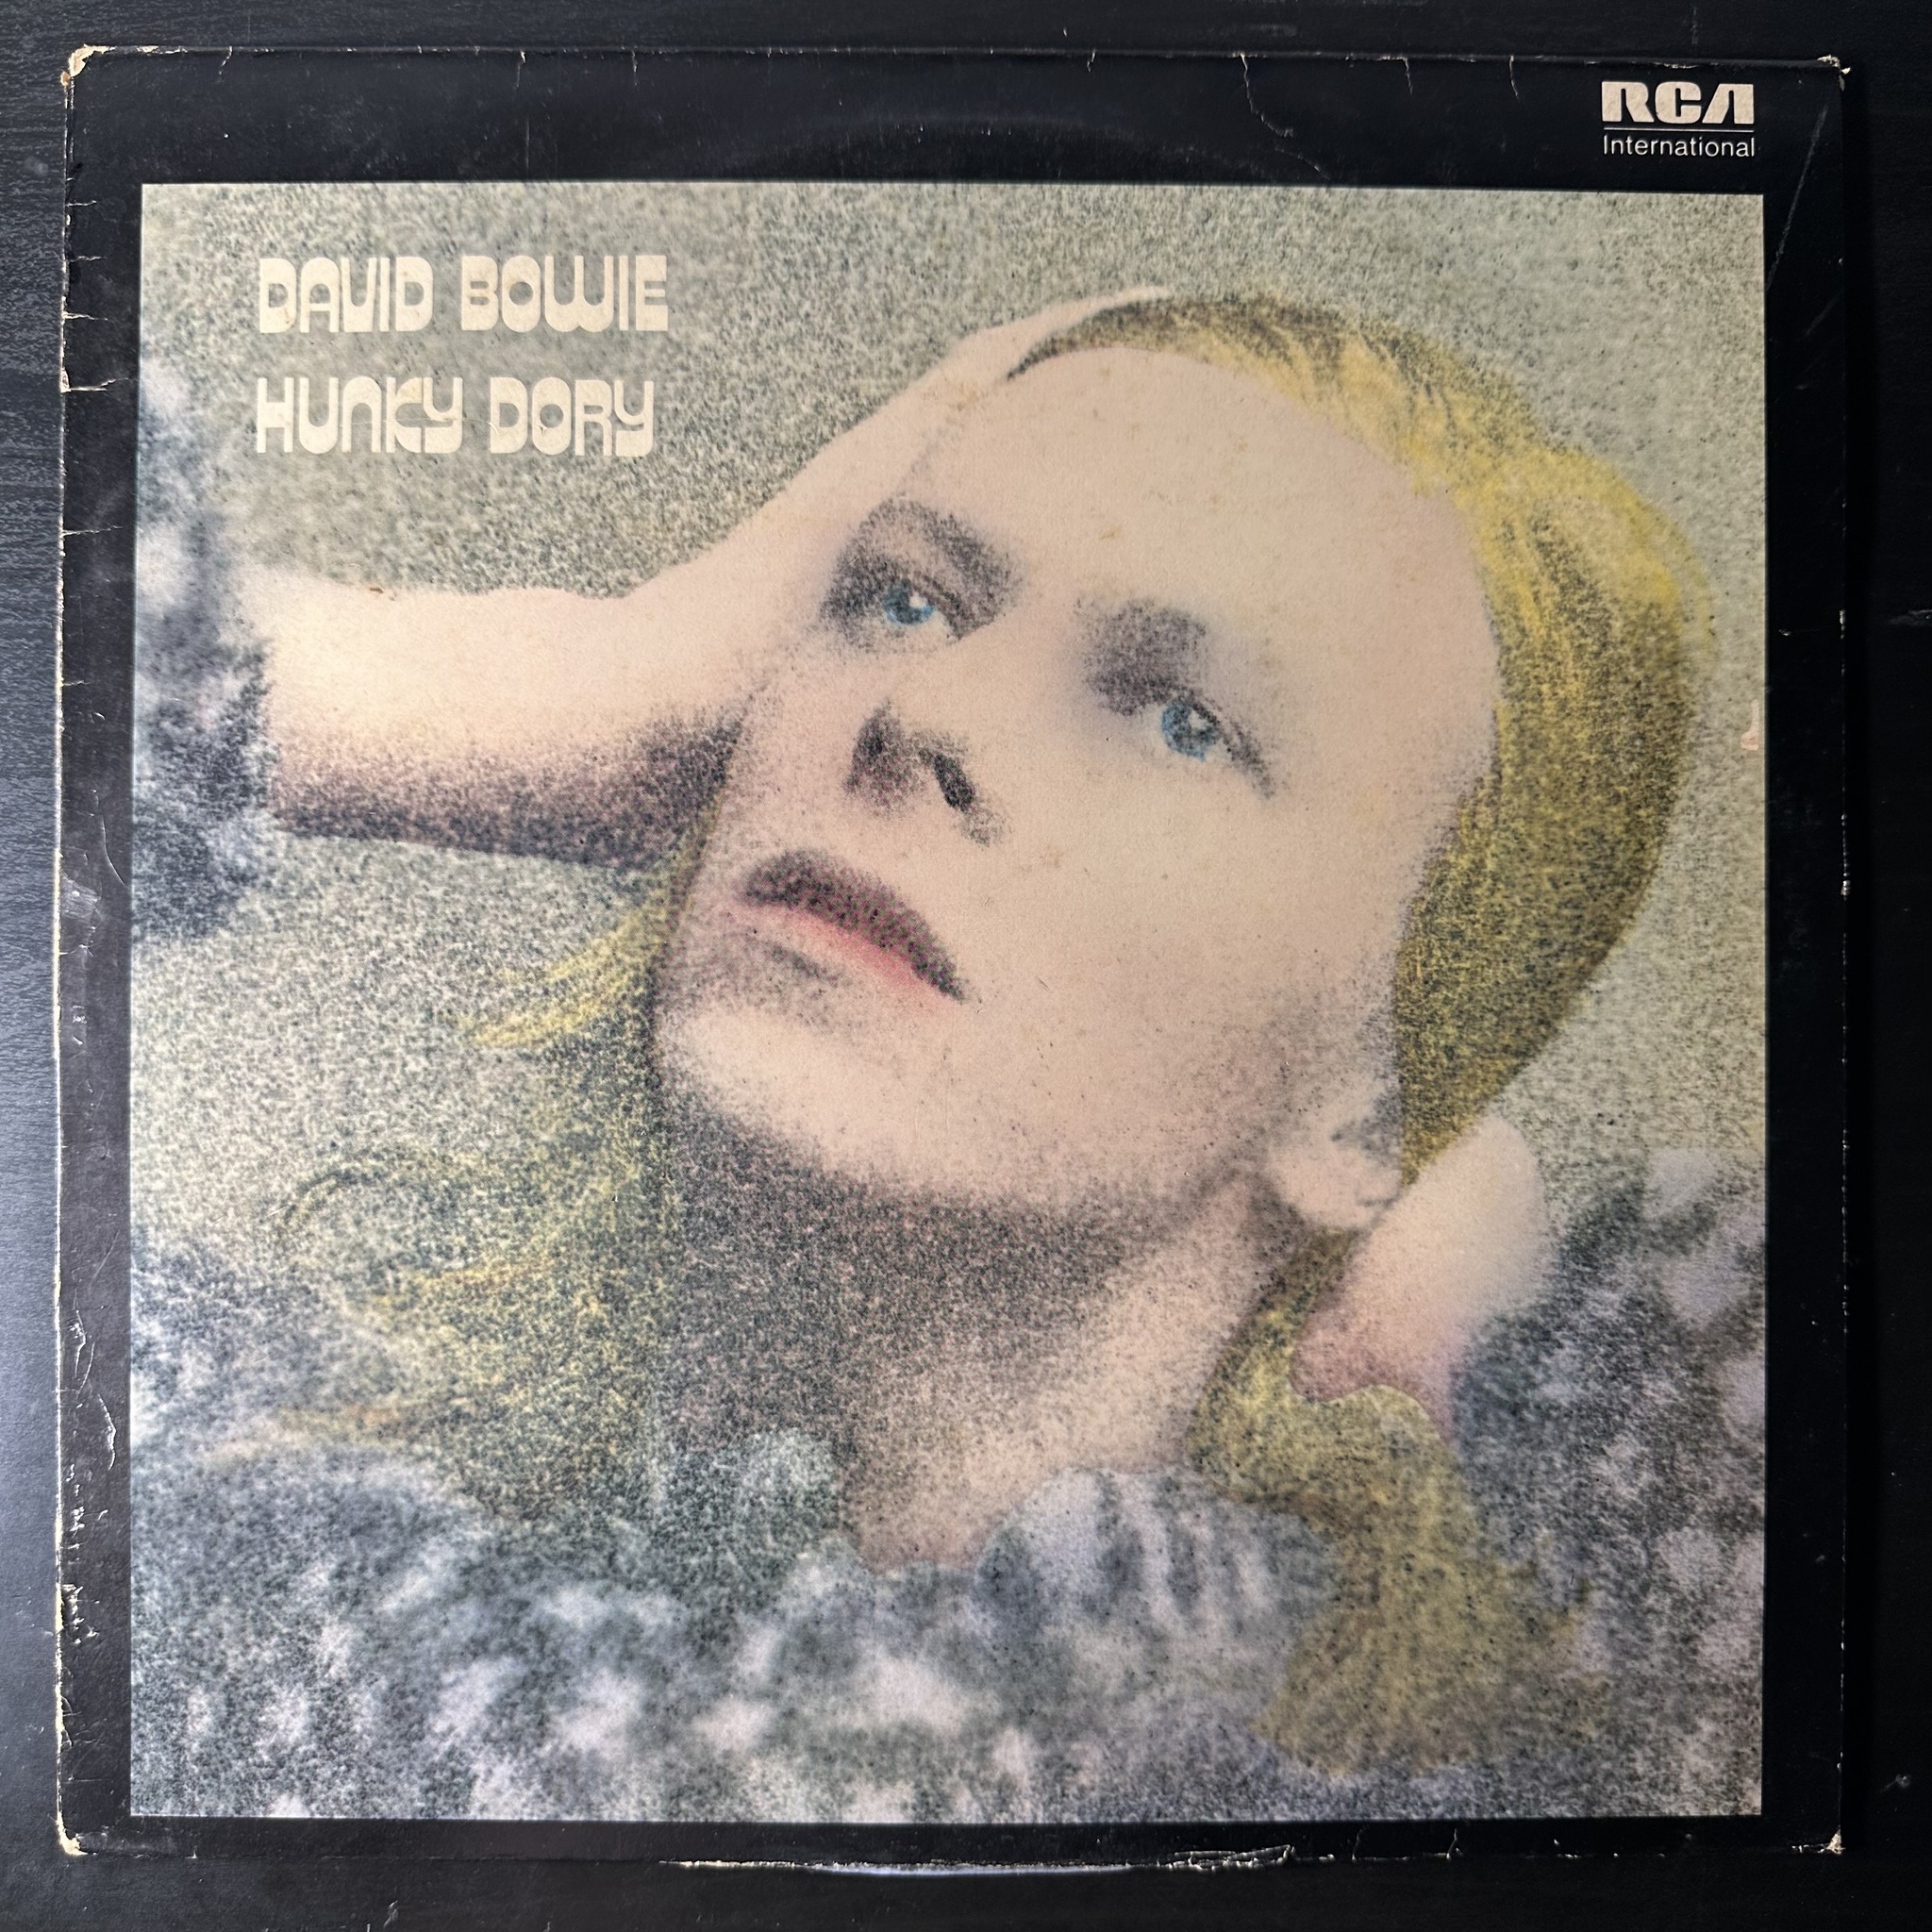 RCA
International
DAVID BOWIE
HUNKY DORY